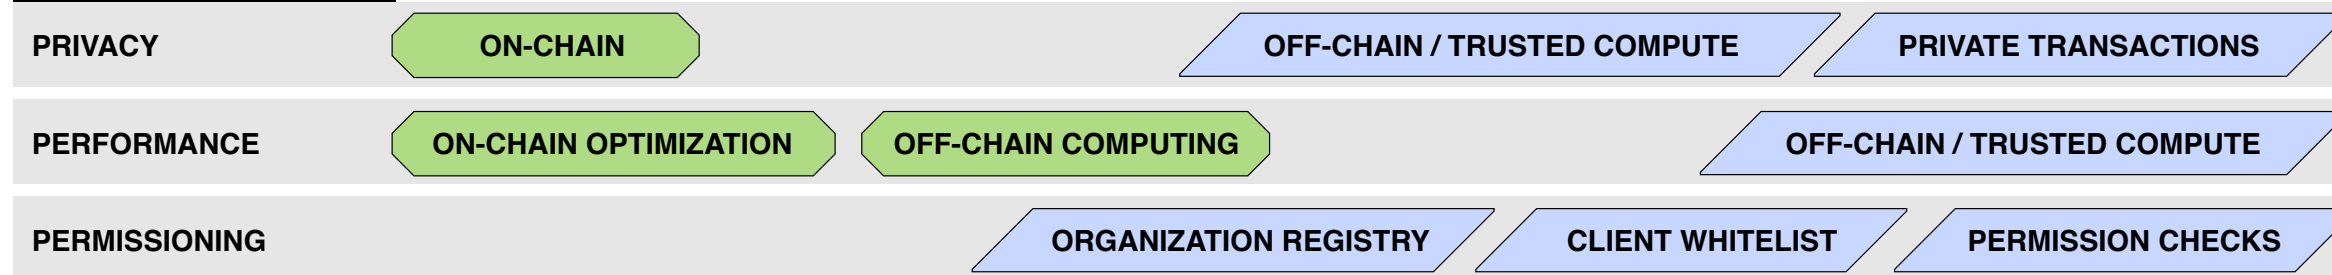 PRIVACY ON-CHAIN OFF-CHAIN / TRUSTED COMPUTE PRIVATE TRANSACTIONS
PERFORMANCE ON-CHAIN OPTIMIZATION OFF-CHAIN COMPUTING OFF-CHAIN / TRUSTED COMPUTE
PERMISSIONING ORGANIZATION REGISTRY CLIENT WHITELIST PERMISSION CHECKS